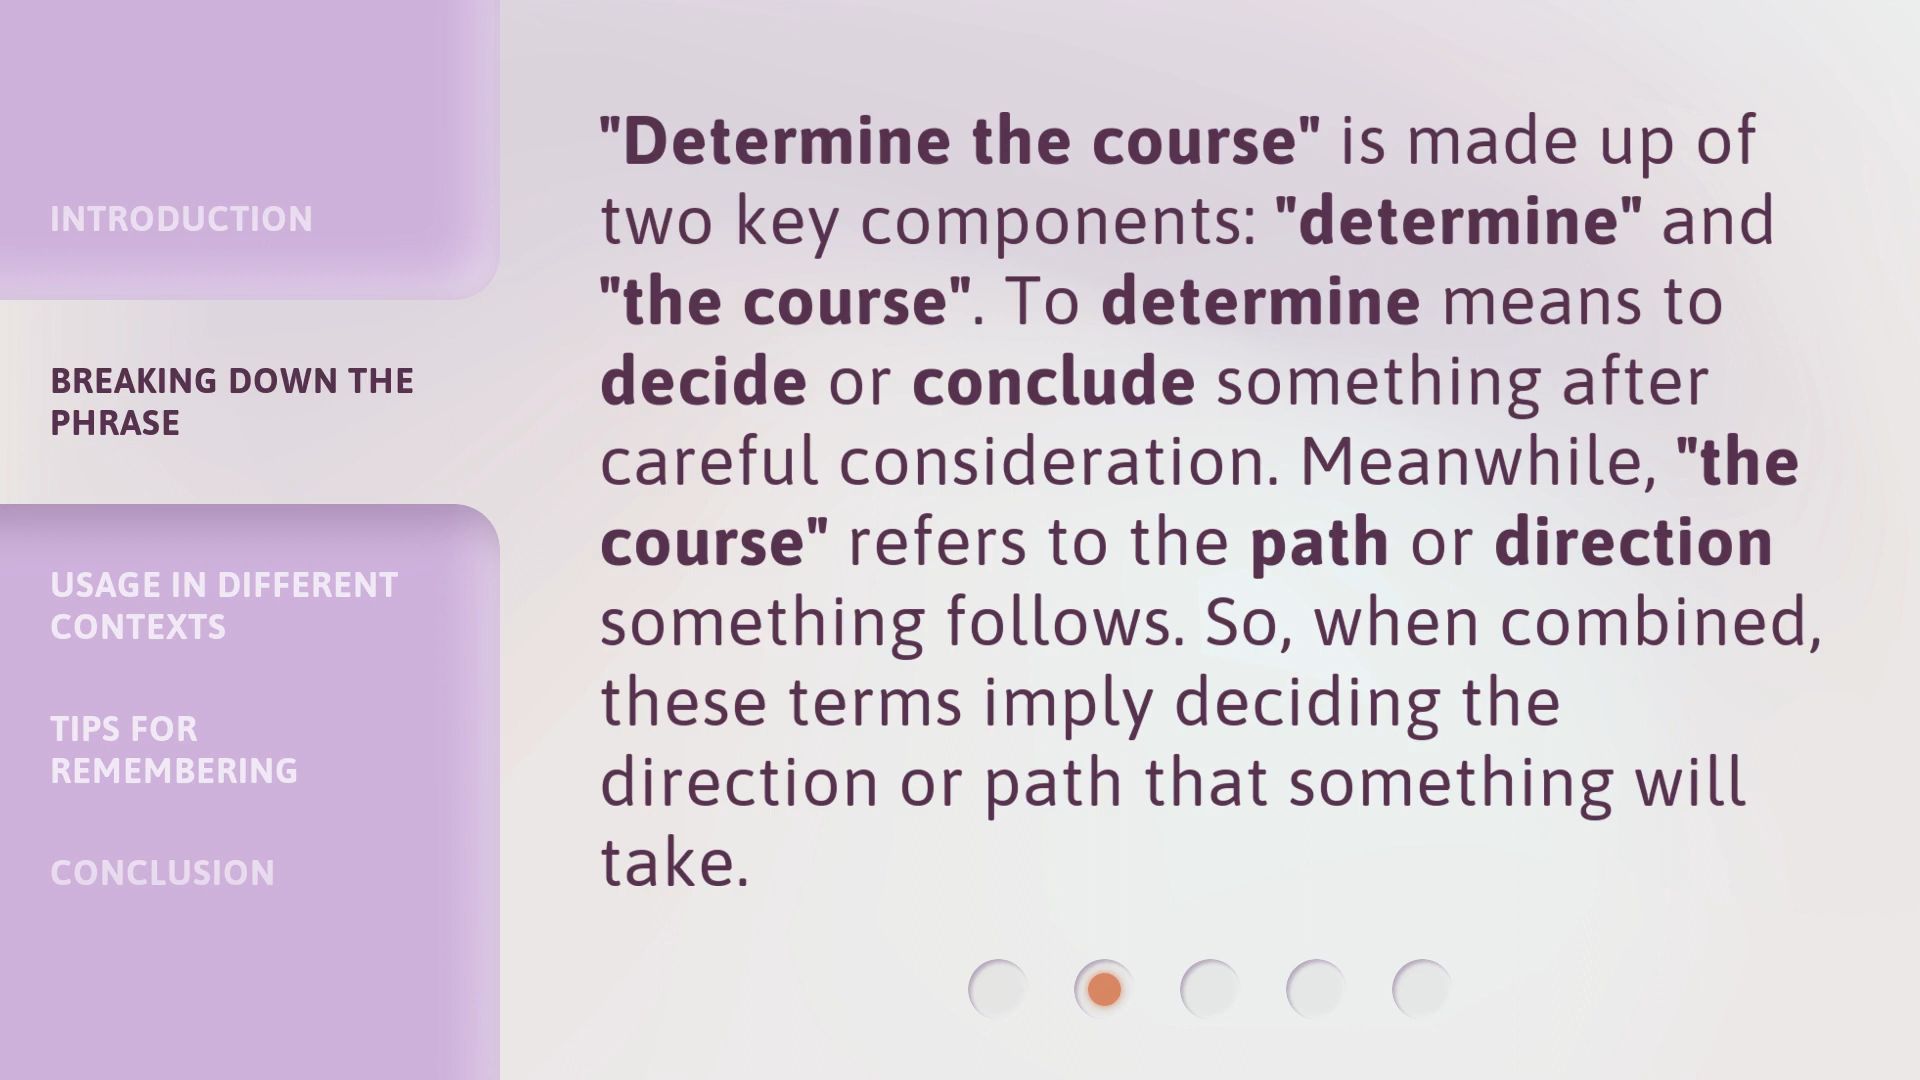 INTRODUCTION
BREAKING DOWN THE
PHRASE
USAGE IN DIFFERENT
CONTEXTS
TIPS FOR
REMEMBERING
CONCLUSION
"Determine the course" is made up of
two key components: "determine" and
"the course". To determine means to
decide or conclude something after
careful consideration. Meanwhile, "the
course" refers to the path or direction
something follows. So, when combined,
these terms imply deciding the
direction or path that something will
take.